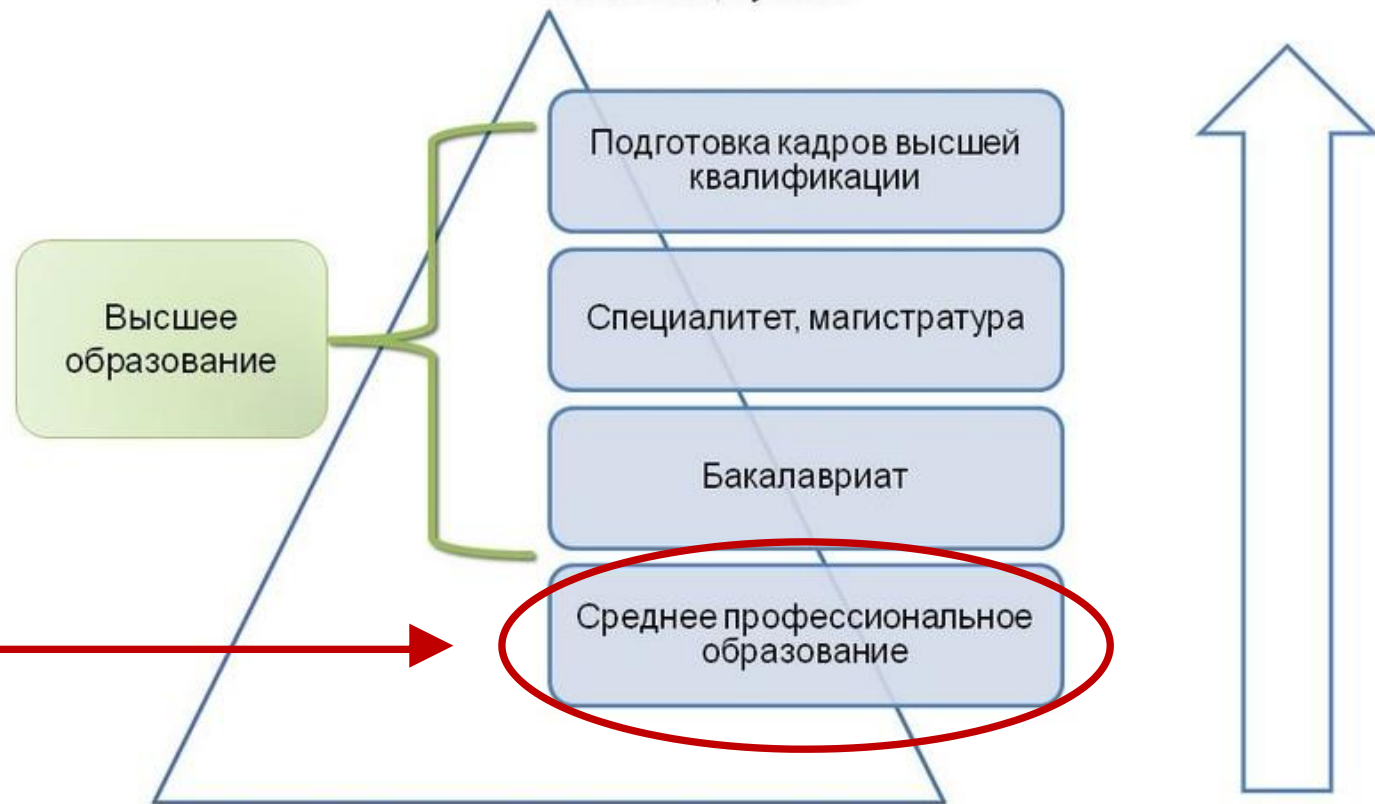 Подготовка кадров высшей
квалификации
Высшее
образование
Специалитет, магистратура
Бакалавриат
Среднее профессиональное
образование